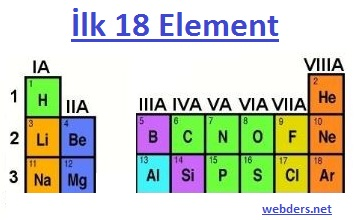 İlk 18 Element
IA
VIIIA
1
1 H
IIA
IIIA IVA VA VIA VIIA
2 He
2
3 Li
4 Be
5 B
6 C
7 N
8 O
9 F
10 Ne
3
11 Na
12 Mg
13 Al
14 Si
15 P
16 S
17 Cl
18 Ar
webders.net